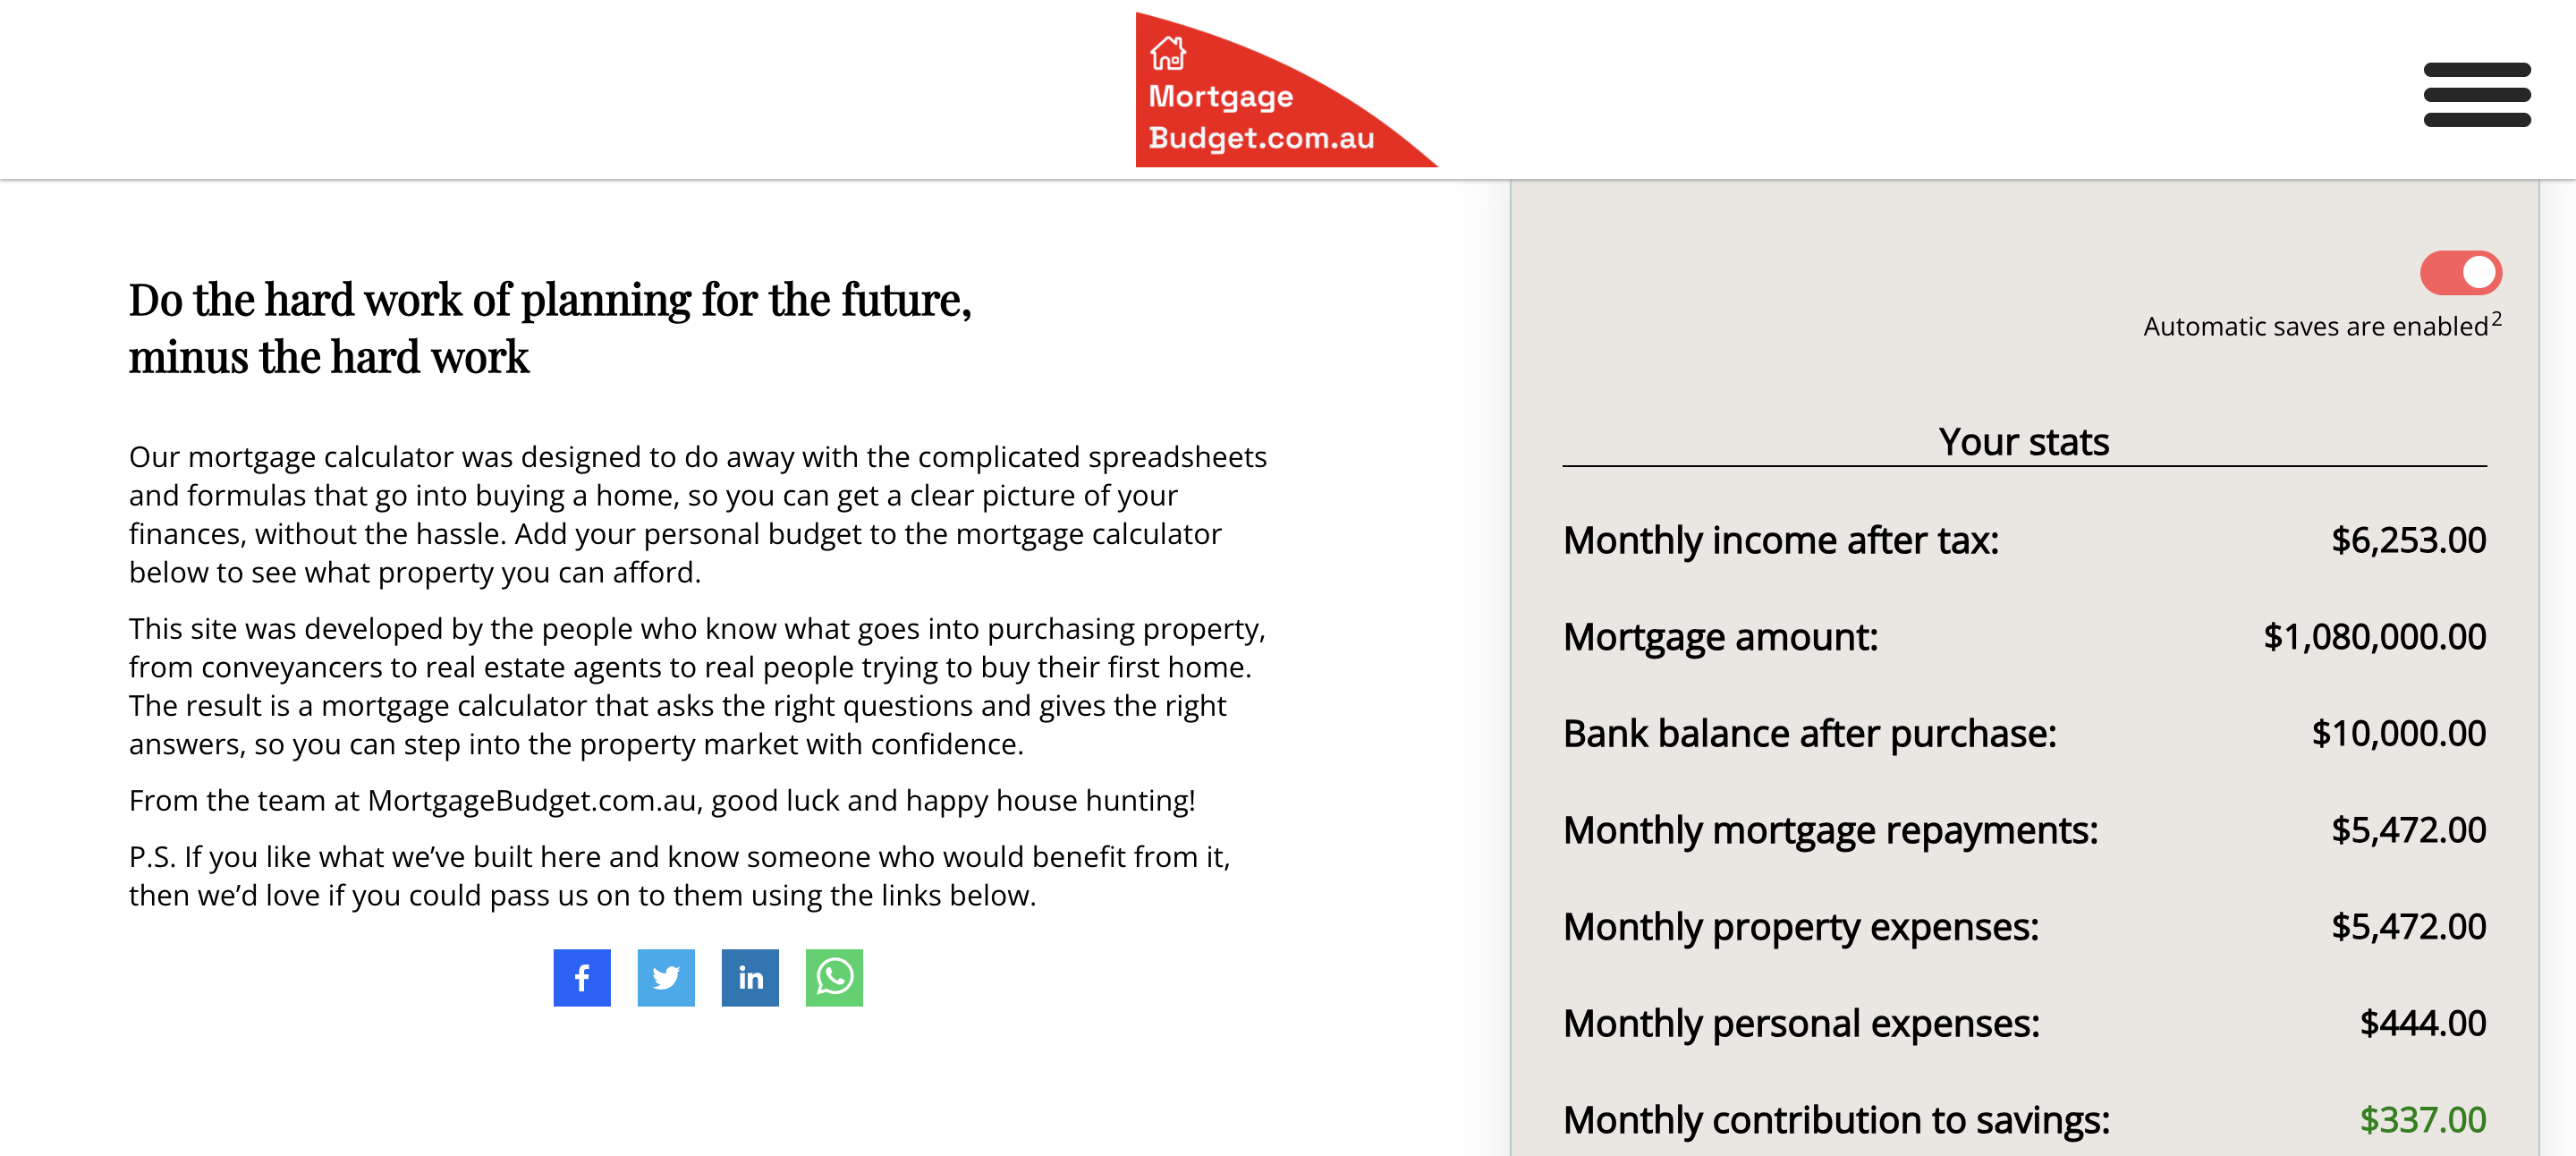 Mortgage
Budget.com.au
Do the hard work of planning for the future,
minus the hard work
Our mortgage calculator was designed to do away with the complicated spreadsheets
and formulas that go into buying a home, so you can get a clear picture of your
finances, without the hassle. Add your personal budget to the mortgage calculator
below to see what property you can afford.
This site was developed by the people who know what goes into purchasing property,
from conveyancers to real estate agents to real people trying to buy their first home.
The result is a mortgage calculator that asks the right questions and gives the right
answers, so you can step into the property market with confidence.
From the team at MortgageBudget.com.au, good luck and happy house hunting!
P.S. If you like what we’ve built here and know someone who would benefit from it,
then we’d love if you could pass us on to them using the links below.
Automatic saves are enabled²
Your stats
Monthly income after tax: $6,253.00
Mortgage amount: $1,080,000.00
Bank balance after purchase: $10,000.00
Monthly mortgage repayments: $5,472.00
Monthly property expenses: $5,472.00
Monthly personal expenses: $444.00
Monthly contribution to savings: $337.00